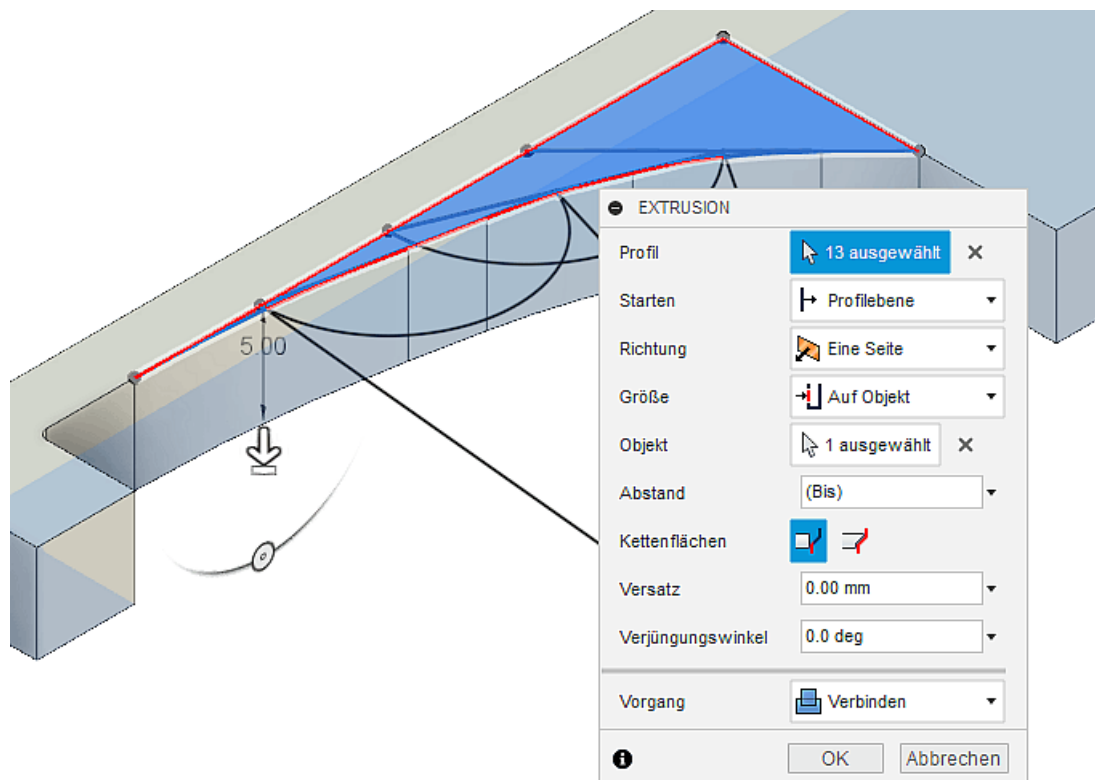 5.00
EXTRUSION
Profil 13 ausgewählt
Starten Profilebene
Richtung Eine Seite
Größe Auf Objekt
Objekt 1 ausgewählt
Abstand (Bis)
Kettenflächen
Versatz 0.00 mm
Verjüngungswinkel 0.0 deg
Vorgang Verbinden
OK Abbrechen